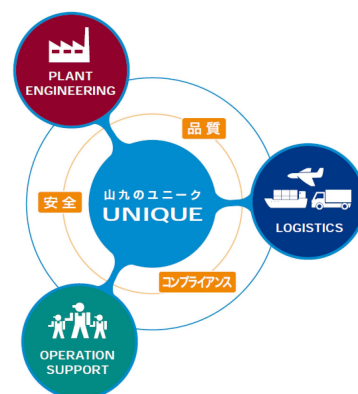 PLANT
ENGINEERING
品質
安全
山九のユニーク
UNIQUE
LOGISTICS
コンプライアンス
OPERATION
SUPPORT